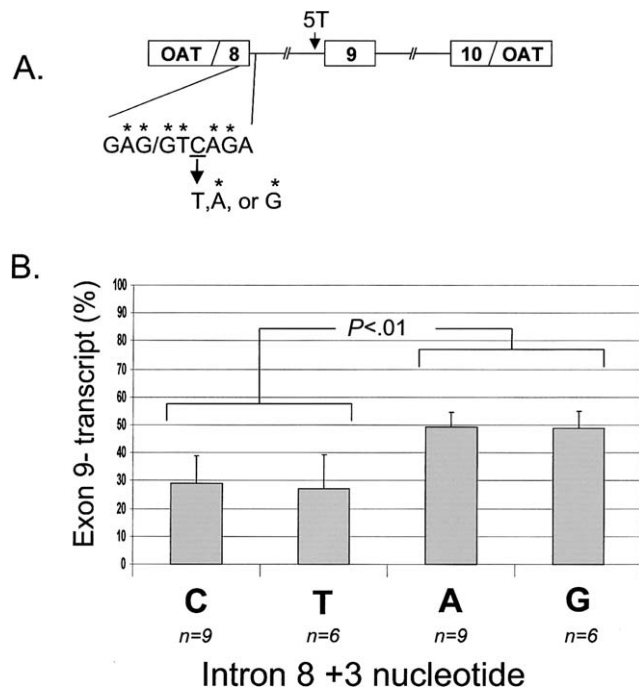 A.
5T
OAT / 8 // 9 // 10 / OAT
* * * * * *
GAG/GTCAGA
*      *
T,A, or G
B.
Exon 9- transcript (%)
100
90
80
70
60
50
40
30
20
10
0
P<.01
C T A G
n=9 n=6 n=9 n=6
Intron 8 +3 nucleotide